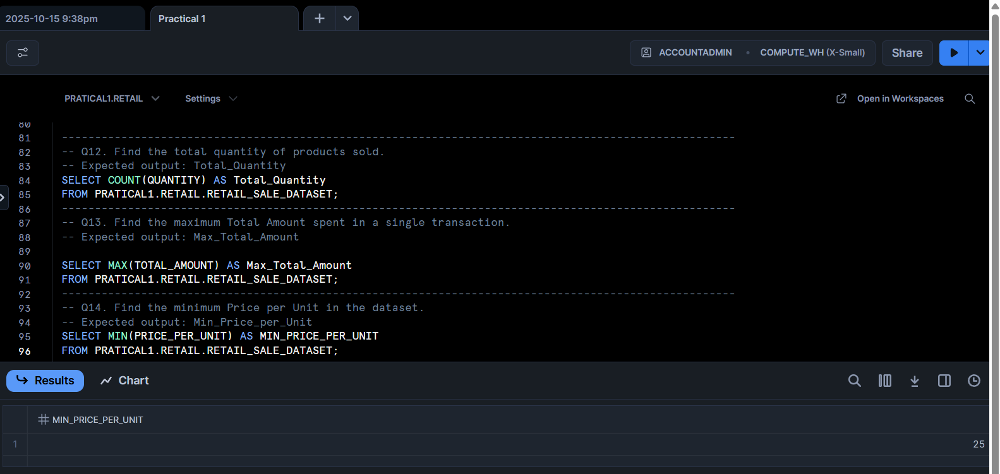 2025-10-15 9:38pm
Practical 1
ACCOUNTADMIN
COMPUTE_WH (X-Small)
Share
PRATICAL1.RETAIL
Settings
Open in Workspaces
80
81 -----------------------------------------------------------------------------------------------------
82 -- Q12. Find the total quantity of products sold.
83 -- Expected output: Total_Quantity
84 SELECT COUNT(QUANTITY) AS Total_Quantity
85 FROM PRATICAL1.RETAIL.RETAIL_SALE_DATASET;
86 -----------------------------------------------------------------------------------------------------
87 -- Q13. Find the maximum Total Amount spent in a single transaction.
88 -- Expected output: Max_Total_Amount
89
90 SELECT MAX(TOTAL_AMOUNT) AS Max_Total_Amount
91 FROM PRATICAL1.RETAIL.RETAIL_SALE_DATASET;
92 -----------------------------------------------------------------------------------------------------
93 -- Q14. Find the minimum Price per Unit in the dataset.
94 -- Expected output: Min_Price_per_Unit
95 SELECT MIN(PRICE_PER_UNIT) AS MIN_PRICE_PER_UNIT
96 FROM PRATICAL1.RETAIL.RETAIL_SALE_DATASET;
Results
Chart
# MIN_PRICE_PER_UNIT
1 25